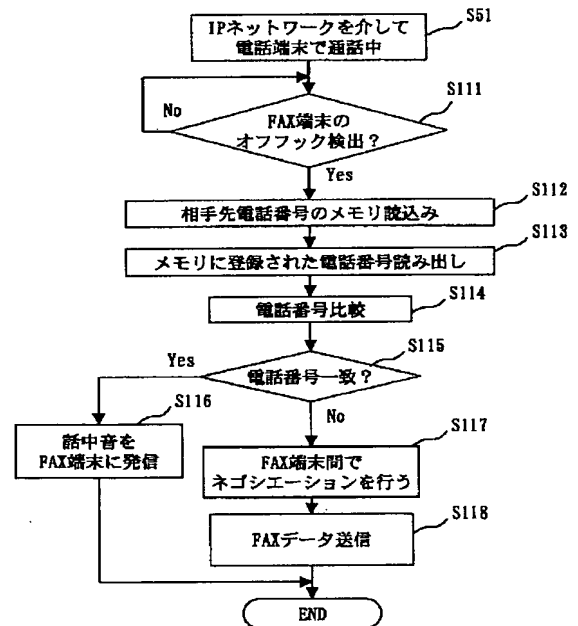 IPネットワークを介して
電話端末で通話中
S51
No
FAX端末の
オフフック検出？
S111
Yes
相手先電話番号のメモリ読込み
S112
メモリに登録された電話番号読み出し
S113
電話番号比較
S114
Yes
電話番号一致？
S115
No
話中音を
FAX端末に発信
S116
FAX端末間で
ネゴシエーションを行う
S117
FAXデータ送信
S118
END